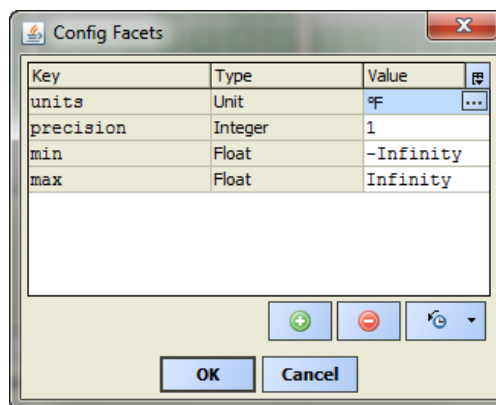 Config Facets
Key Type Value
units Unit °F ...
precision Integer 1
min Float -Infinity
max Float Infinity
OK Cancel